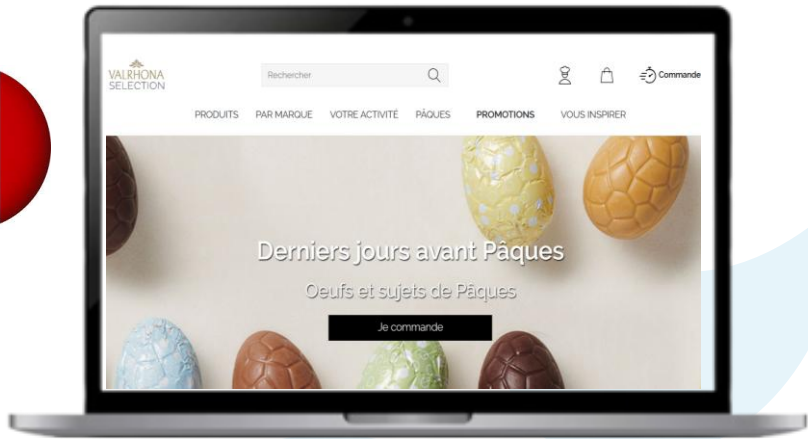 VALRHONA
SELECTION
Rechercher
Commande
PRODUITS PAR MARQUE VOTRE ACTIVITÉ PÂQUES PROMOTIONS VOUS INSPIRER
Derniers jours avant Pâques
Oeufs et sujets de Pâques
Je commande